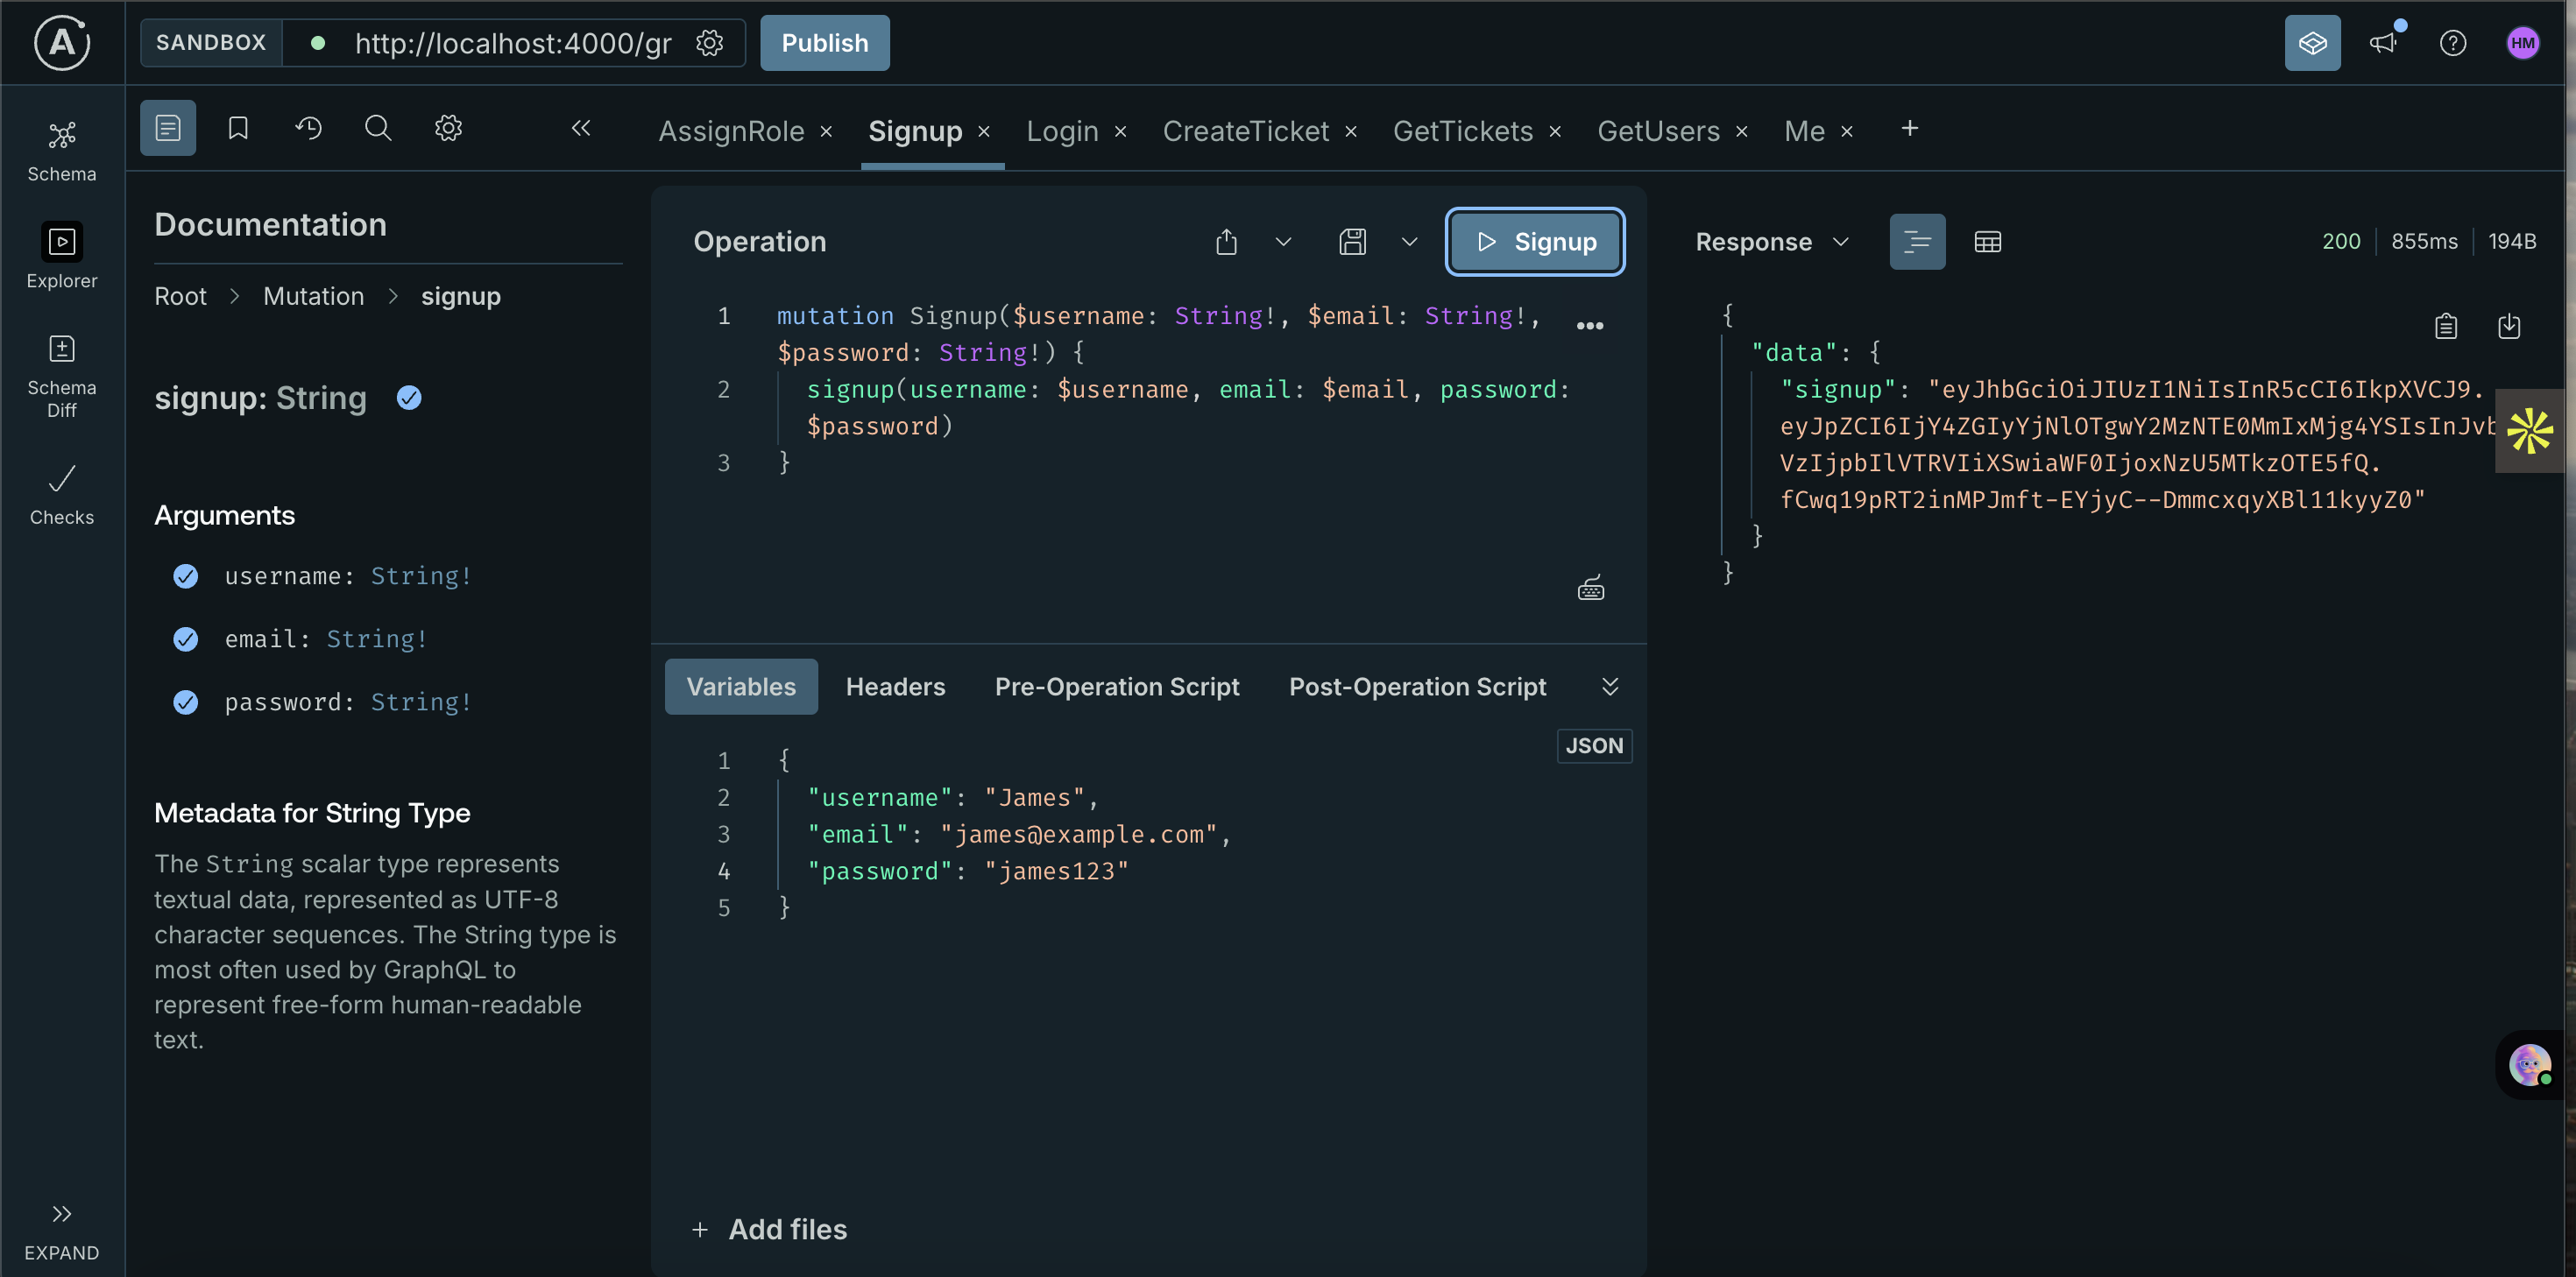 SANDBOX
http://localhost:4000/gr
Publish
HM
AssignRole
Signup
Login
CreateTicket
GetTickets
GetUsers
Me
Schema
Explorer
Schema
Diff
Checks
EXPAND
Documentation
Root > Mutation > signup
signup: String
Arguments
username: String!
email: String!
password: String!
Metadata for String Type
The String scalar type represents
textual data, represented as UTF-8
character sequences. The String type is
most often used by GraphQL to
represent free-form human-readable
text.
Operation
Signup
1 mutation Signup($username: String!, $email: String!,
$password: String!) {
2 signup(username: $username, email: $email, password:
$password)
3 }
Variables
Headers
Pre-Operation Script
Post-Operation Script
JSON
1 {
2 "username": "James",
3 "email": "james@example.com",
4 "password": "james123"
5 }
+ Add files
Response
200
855ms
194B
{
"data": {
"signup": "eyJhbGciOiJIUzI1NiIsInR5cCI6IkpXVCJ9.
eyJpZCI6IjY4ZGIyYjNlOTgwY2MzNTE0MmIxMjg4YSIsInJvb
VzIjpbIlVTRVIiXSwiaWF0IjoxNzU5MTkzOTE5fQ.
fCwq19pRT2inMPJmft-EYjyC--DmmcxqyXBl11kyyZ0"
}
}